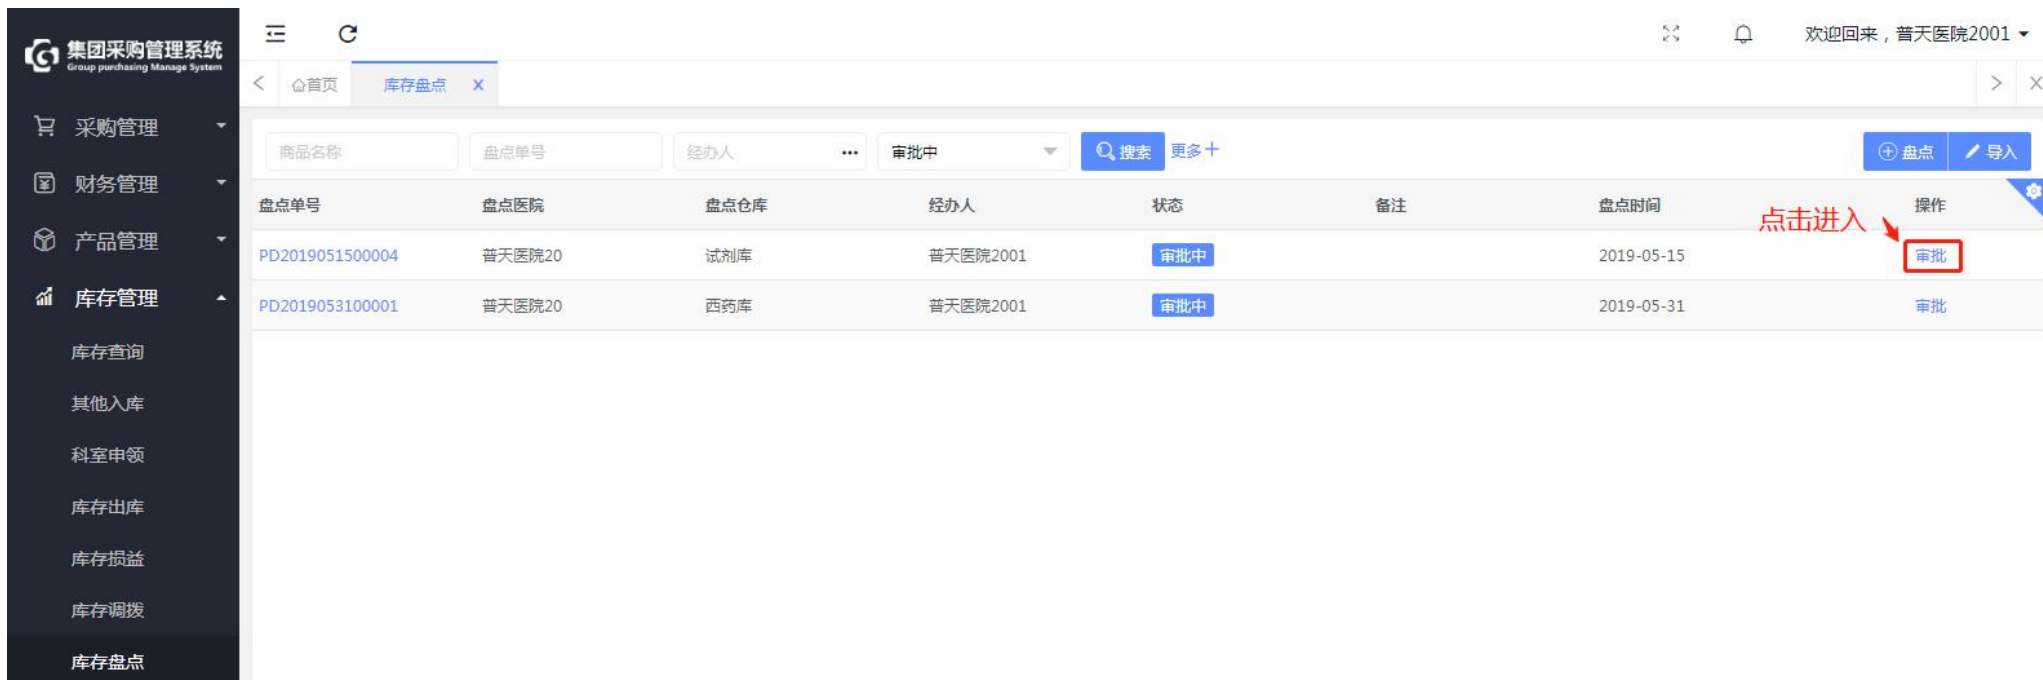 集团采购管理系统
Group purchasing Manage System
欢迎回来，普天医院2001
首页 库存盘点 X
采购管理
财务管理
产品管理
库存管理
库存查询
其他入库
科室申领
库存出库
库存损益
库存调拨
库存盘点
商品名称 盘点单号 经办人 ••• 审批中 搜索 更多+ 盘点 导入
盘点单号 盘点医院 盘点仓库 经办人 状态 备注 盘点时间 操作
点击进入
PD2019051500004 普天医院20 试剂库 普天医院2001 审批中 2019-05-15 审批
PD2019053100001 普天医院20 西药库 普天医院2001 审批中 2019-05-31 审批